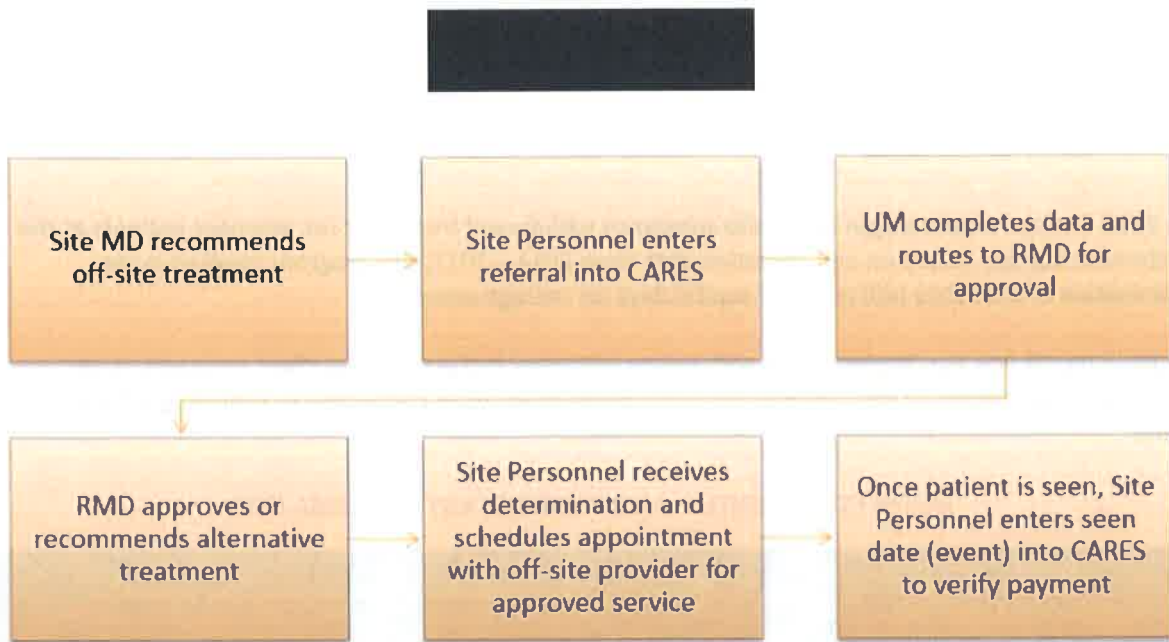 Site MD recommends
off-site treatment
Site Personnel enters
referral into CARES
UM completes data and
routes to RMD for
approval
RMD approves or
recommends alternative
treatment
Site Personnel receives
determination and
schedules appointment
with off-site provider for
approved service
Once patient is seen, Site
Personnel enters seen
date (event) into CARES
to verify payment